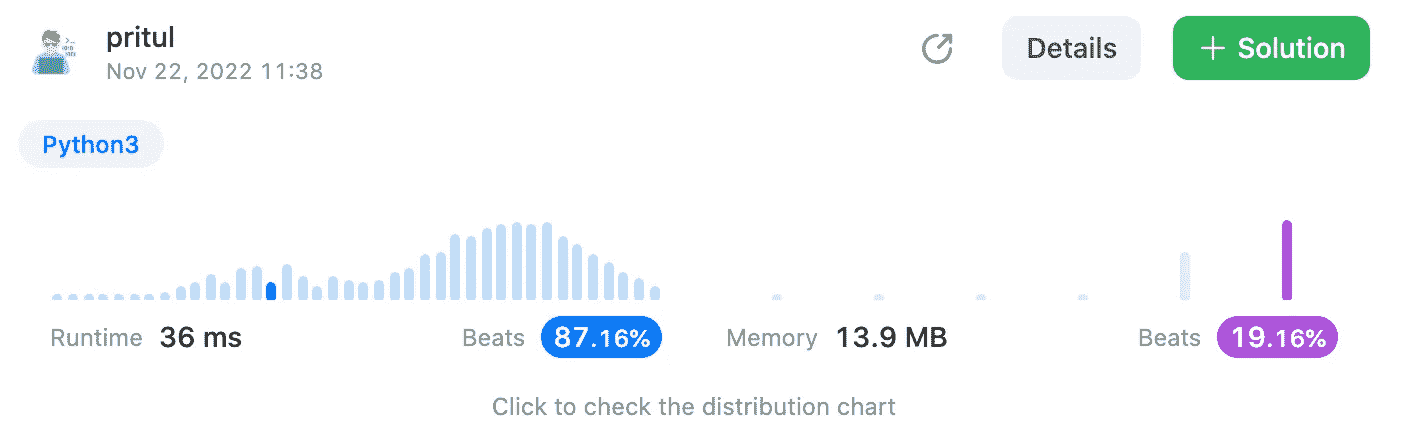 pritul
Nov 22, 2022 11:38
Details
+ Solution
Python3
Runtime 36 ms Beats 87.16%
Memory 13.9 MB Beats 19.16%
Click to check the distribution chart